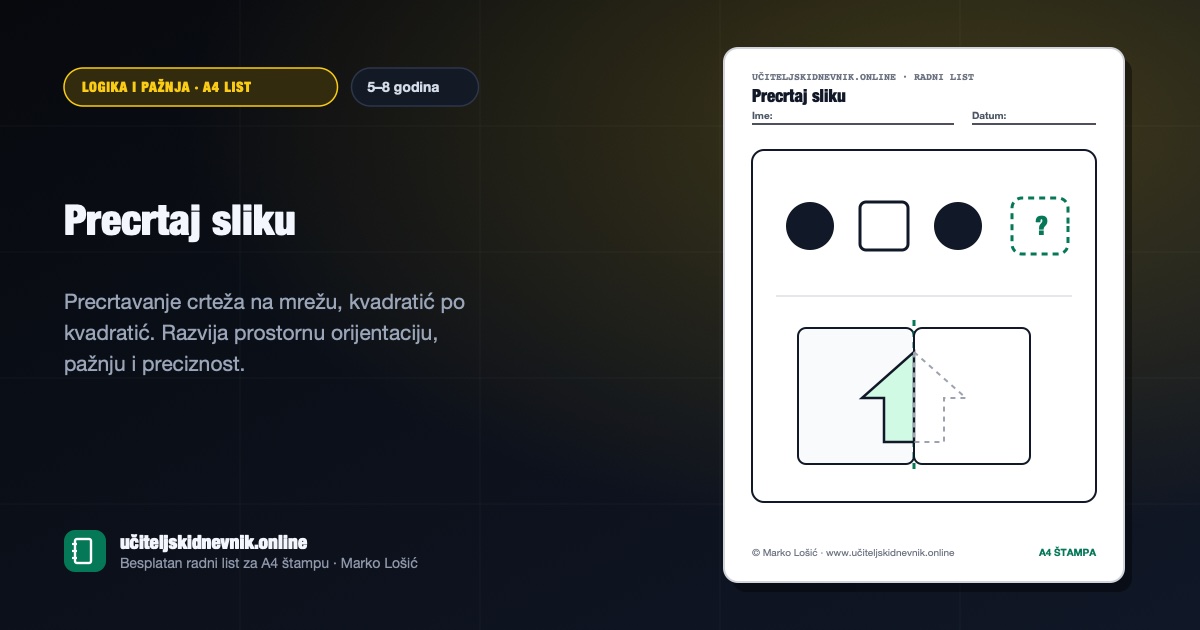 LOGIKA I PAŽNJA · A4 LIST
5–8 godina
Precrtaj sliku
Precrtavanje crteža na mrežu, kvadratić po
kvadratić. Razvija prostornu orijentaciju,
pažnju i preciznost.
učiteljskidnevnik.online
Besplatan radni list za A4 štampu · Marko Lošić
UČITELJSKIDNEVNIK.ONLINE · RADNI LIST
Precrtaj sliku
Ime:
Datum:
?
© Marko Lošić · www.učiteljskidnevnik.online
A4 ŠTAMPA